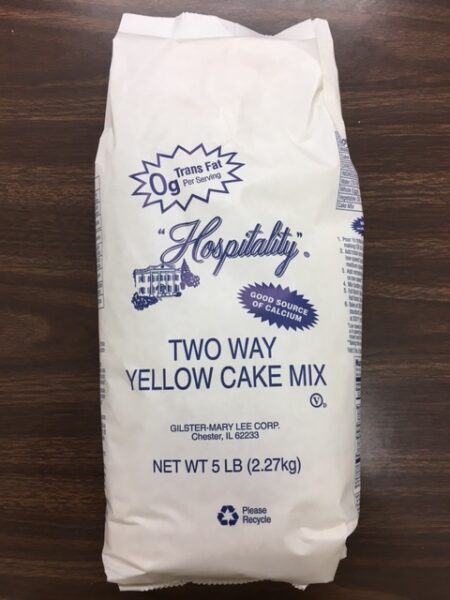 0g Trans Fat
Per Serving
"Hospitality"®
GOOD SOURCE
OF CALCIUM
TWO WAY
YELLOW CAKE MIX
V D
GILSTER-MARY LEE CORP.
Chester, IL 62233
NET WT 5 LB (2.27kg)
Please
Recycle